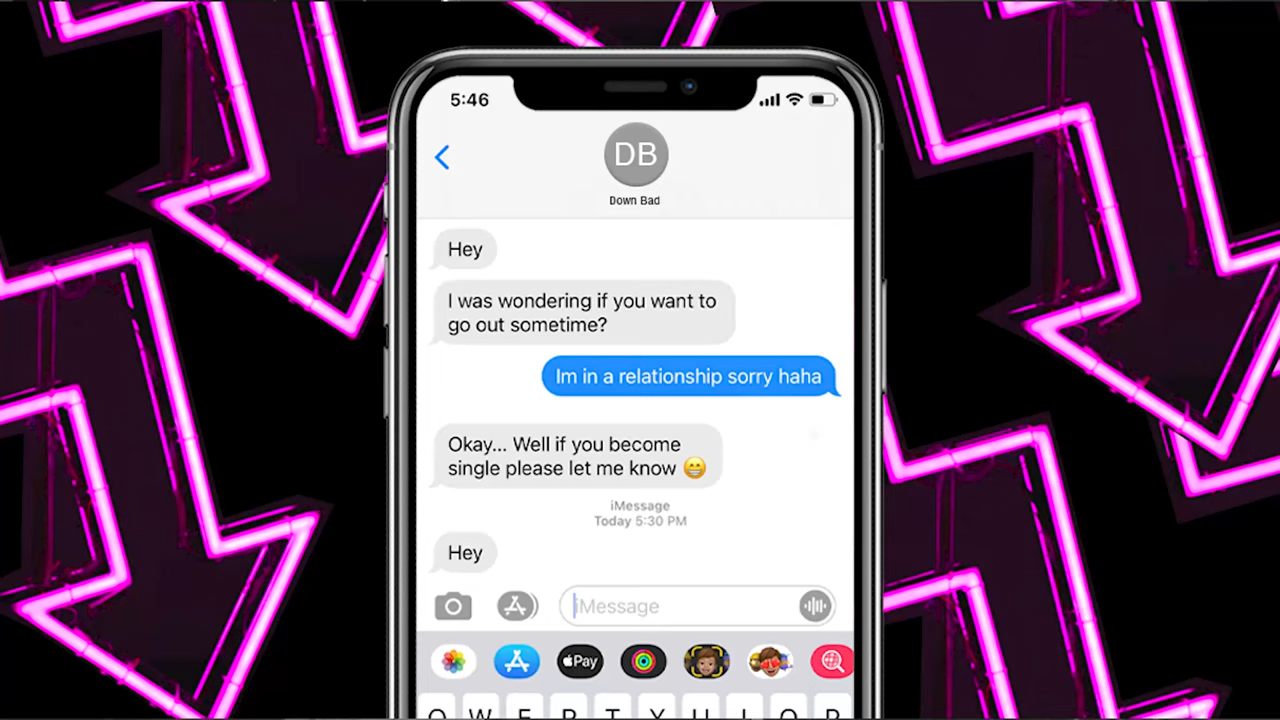 5:46
DB
Down Bad
Hey
I was wondering if you want to
go out sometime?
Im in a relationship sorry haha
Okay... Well if you become
single please let me know 😁
iMessage
Today 5:30 PM
Hey
iMessage
Pay
Q W E R T Y U I O P